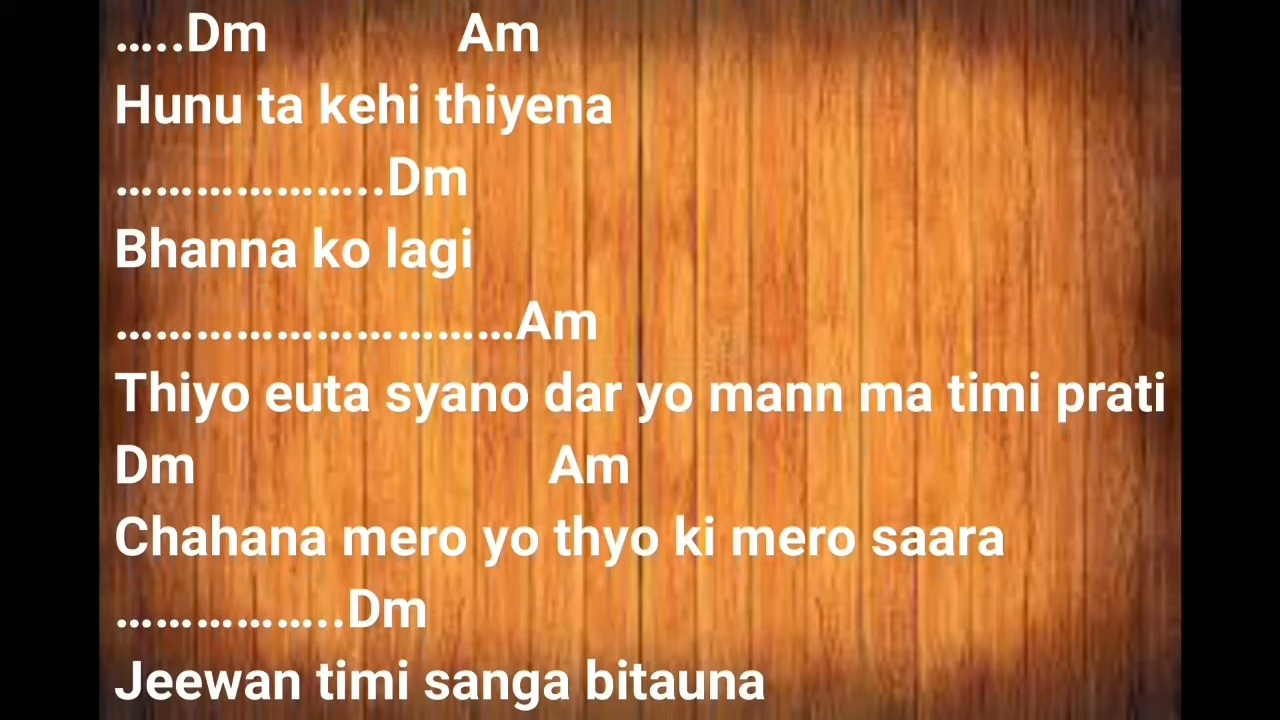 …..Dm Am
Hunu ta kehi thiyena
………………..Dm
Bhanna ko lagi
…………………………Am
Thiyo euta syano dar yo mann ma timi prati
Dm Am
Chahana mero yo thyo ki mero saara
……………..Dm
Jeewan timi sanga bitauna